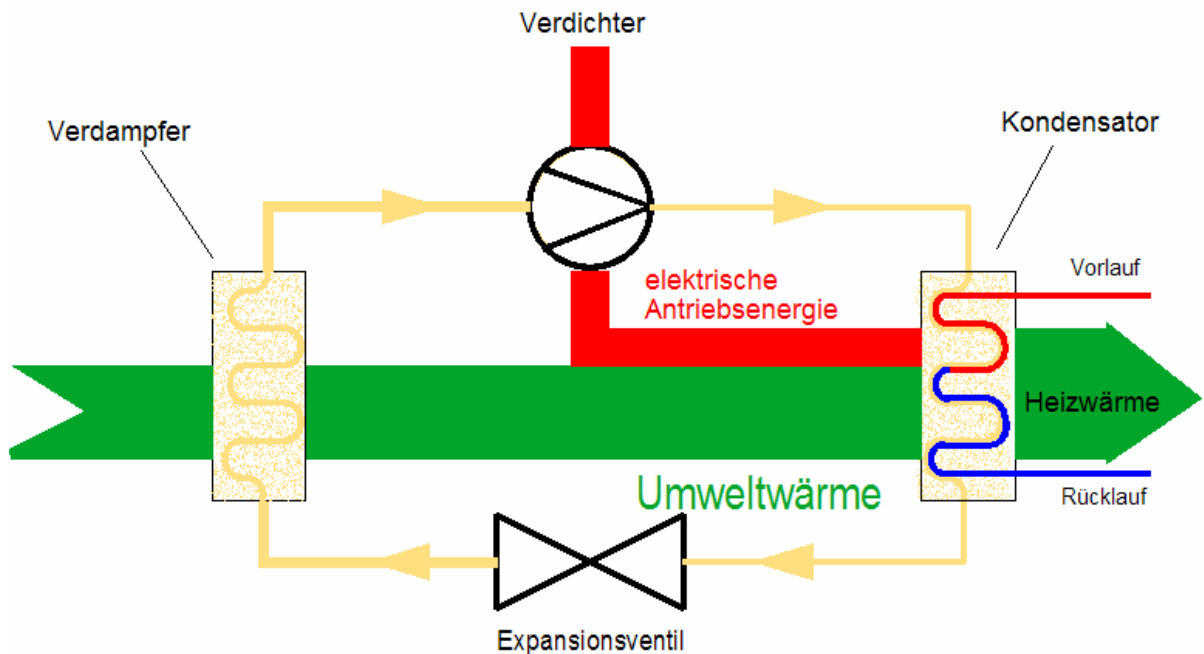 Verdichter
Verdampfer
Kondensator
elektrische
Antriebsenergie
Vorlauf
Heizwärme
Umweltwärme
Rücklauf
Expansionsventil